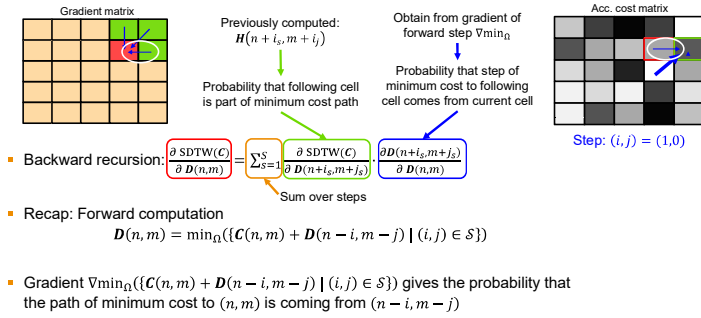 Gradient matrix
Previously computed:
H(n + i_s, m + i_j)
Probability that following cell
is part of minimum cost path
Obtain from gradient of
forward step ∇min_Ω
Probability that step of
minimum cost to following
cell comes from current cell
Acc. cost matrix
Step: (i, j) = (1,0)
Backward recursion: ∂ SDTW(C) / ∂ D(n,m) = ∑_{s=1}^{S} ∂ SDTW(C) / ∂ D(n+i_s,m+j_s) · ∂D(n+i_s,m+j_s) / ∂ D(n,m)
Sum over steps
Recap: Forward computation
D(n, m) = min_Ω({C(n, m) + D(n − i, m − j) | (i, j) ∈ 𝒮})
Gradient ∇min_Ω({C(n, m) + D(n − i, m − j) | (i, j) ∈ 𝒮}) gives the probability that
the path of minimum cost to (n, m) is coming from (n − i, m − j)